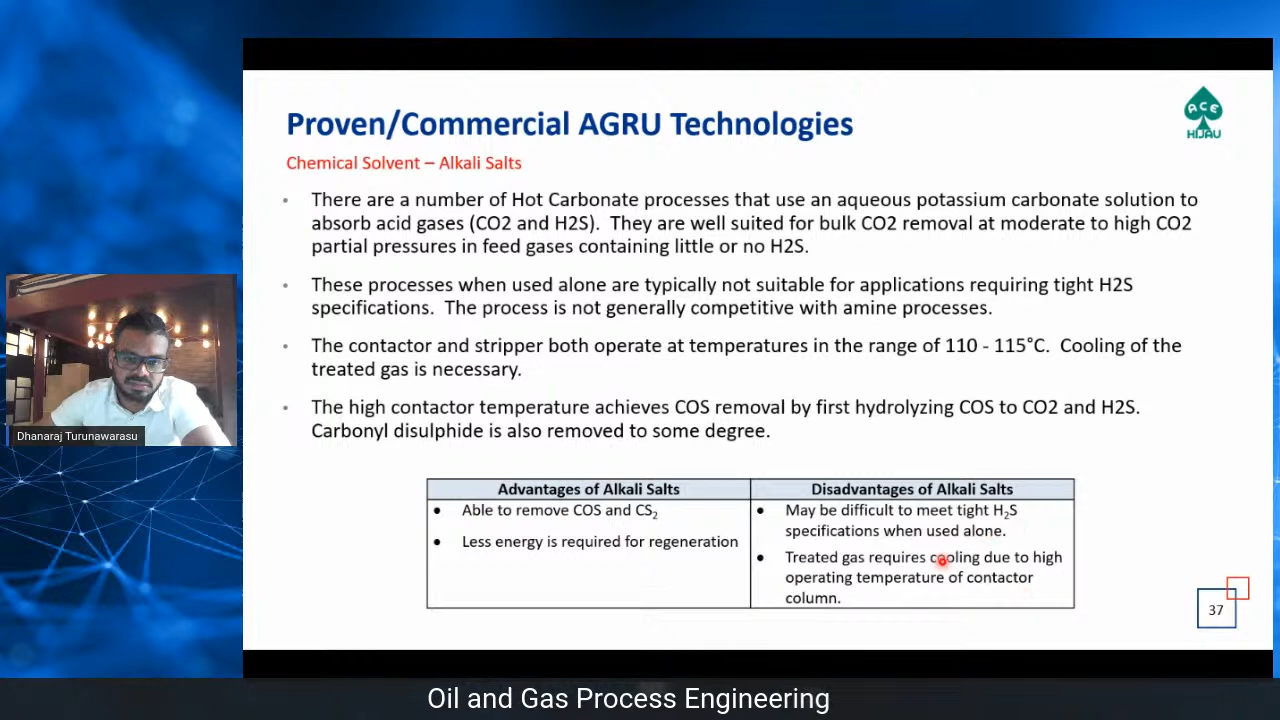 Proven/Commercial AGRU Technologies
ACE
HIJAU
Chemical Solvent – Alkali Salts
• There are a number of Hot Carbonate processes that use an aqueous potassium carbonate solution to
absorb acid gases (CO2 and H2S). They are well suited for bulk CO2 removal at moderate to high CO2
partial pressures in feed gases containing little or no H2S.
• These processes when used alone are typically not suitable for applications requiring tight H2S
specifications. The process is not generally competitive with amine processes.
• The contactor and stripper both operate at temperatures in the range of 110 - 115°C. Cooling of the
treated gas is necessary.
• The high contactor temperature achieves COS removal by first hydrolyzing COS to CO2 and H2S.
Carbonyl disulphide is also removed to some degree.
Advantages of Alkali Salts
• Able to remove COS and CS₂
• Less energy is required for regeneration
Disadvantages of Alkali Salts
• May be difficult to meet tight H₂S
specifications when used alone.
• Treated gas requires cooling due to high
operating temperature of contactor
column.
37
Dhanaraj Turunawarasu
Oil and Gas Process Engineering